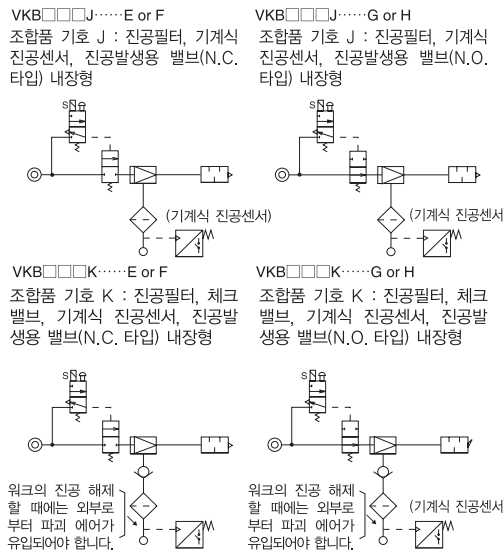 VKB□□□J······E or F
조합품 기호 J : 진공필터, 기계식
진공센서, 진공발생용 밸브(N.C.
타입) 내장형
S
(기계식 진공센서)
VKB□□□J······G or H
조합품 기호 J : 진공필터, 기계식
진공센서, 진공발생용 밸브(N.O.
타입) 내장형
S
(기계식 진공센서
VKB□□□K······E or F
조합품 기호 K : 진공필터, 체크
밸브, 기계식 진공센서, 진공발
생용 밸브(N.C. 타입) 내장형
S
워크의 진공 해제
할 때에는 외부로
부터 파괴 에어가
유입되어야 합니다.
VKB□□□K······G or H
조합품 기호 K : 진공필터, 체크
밸브, 기계식 진공센서, 진공발
생용 밸브(N.O. 타입) 내장형
S
워크의 진공 해제
할 때에는 외부로
부터 파괴 에어가
유입되어야 합니다.
(기계식 진공센서